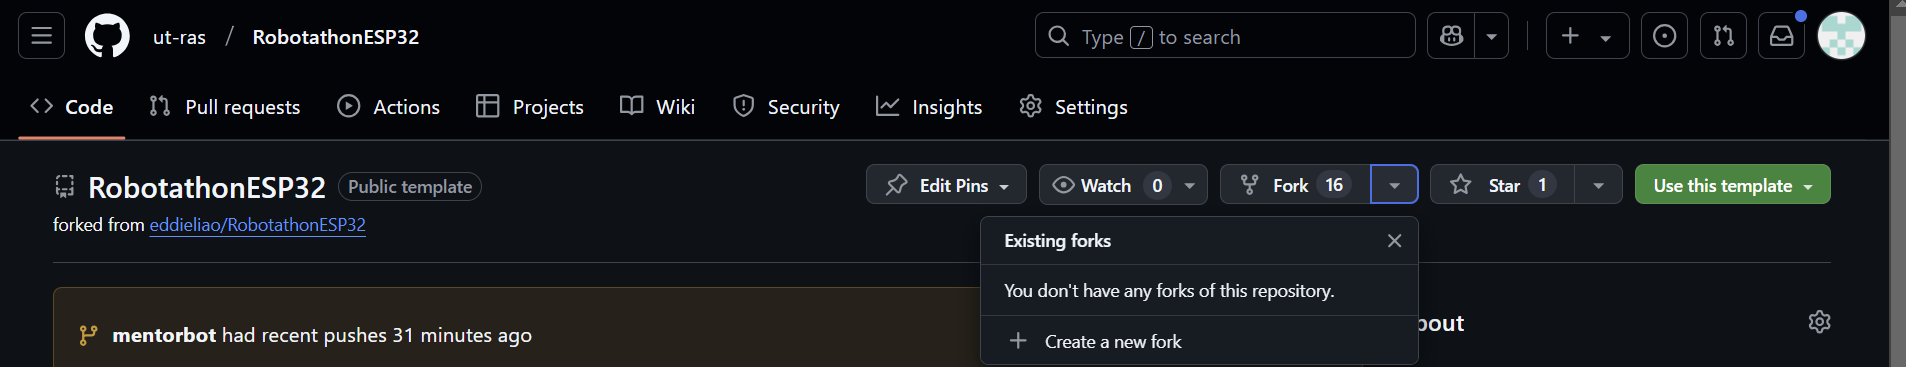 ut-ras / RobotathonESP32
Type / to search
Code Pull requests Actions Projects Wiki Security Insights Settings
RobotathonESP32 Public template
Edit Pins Watch 0 Fork 16 Star 1 Use this template
forked from eddieliao/RobotathonESP32
Existing forks
You don't have any forks of this repository.
Create a new fork
mentorbot had recent pushes 31 minutes ago
bout